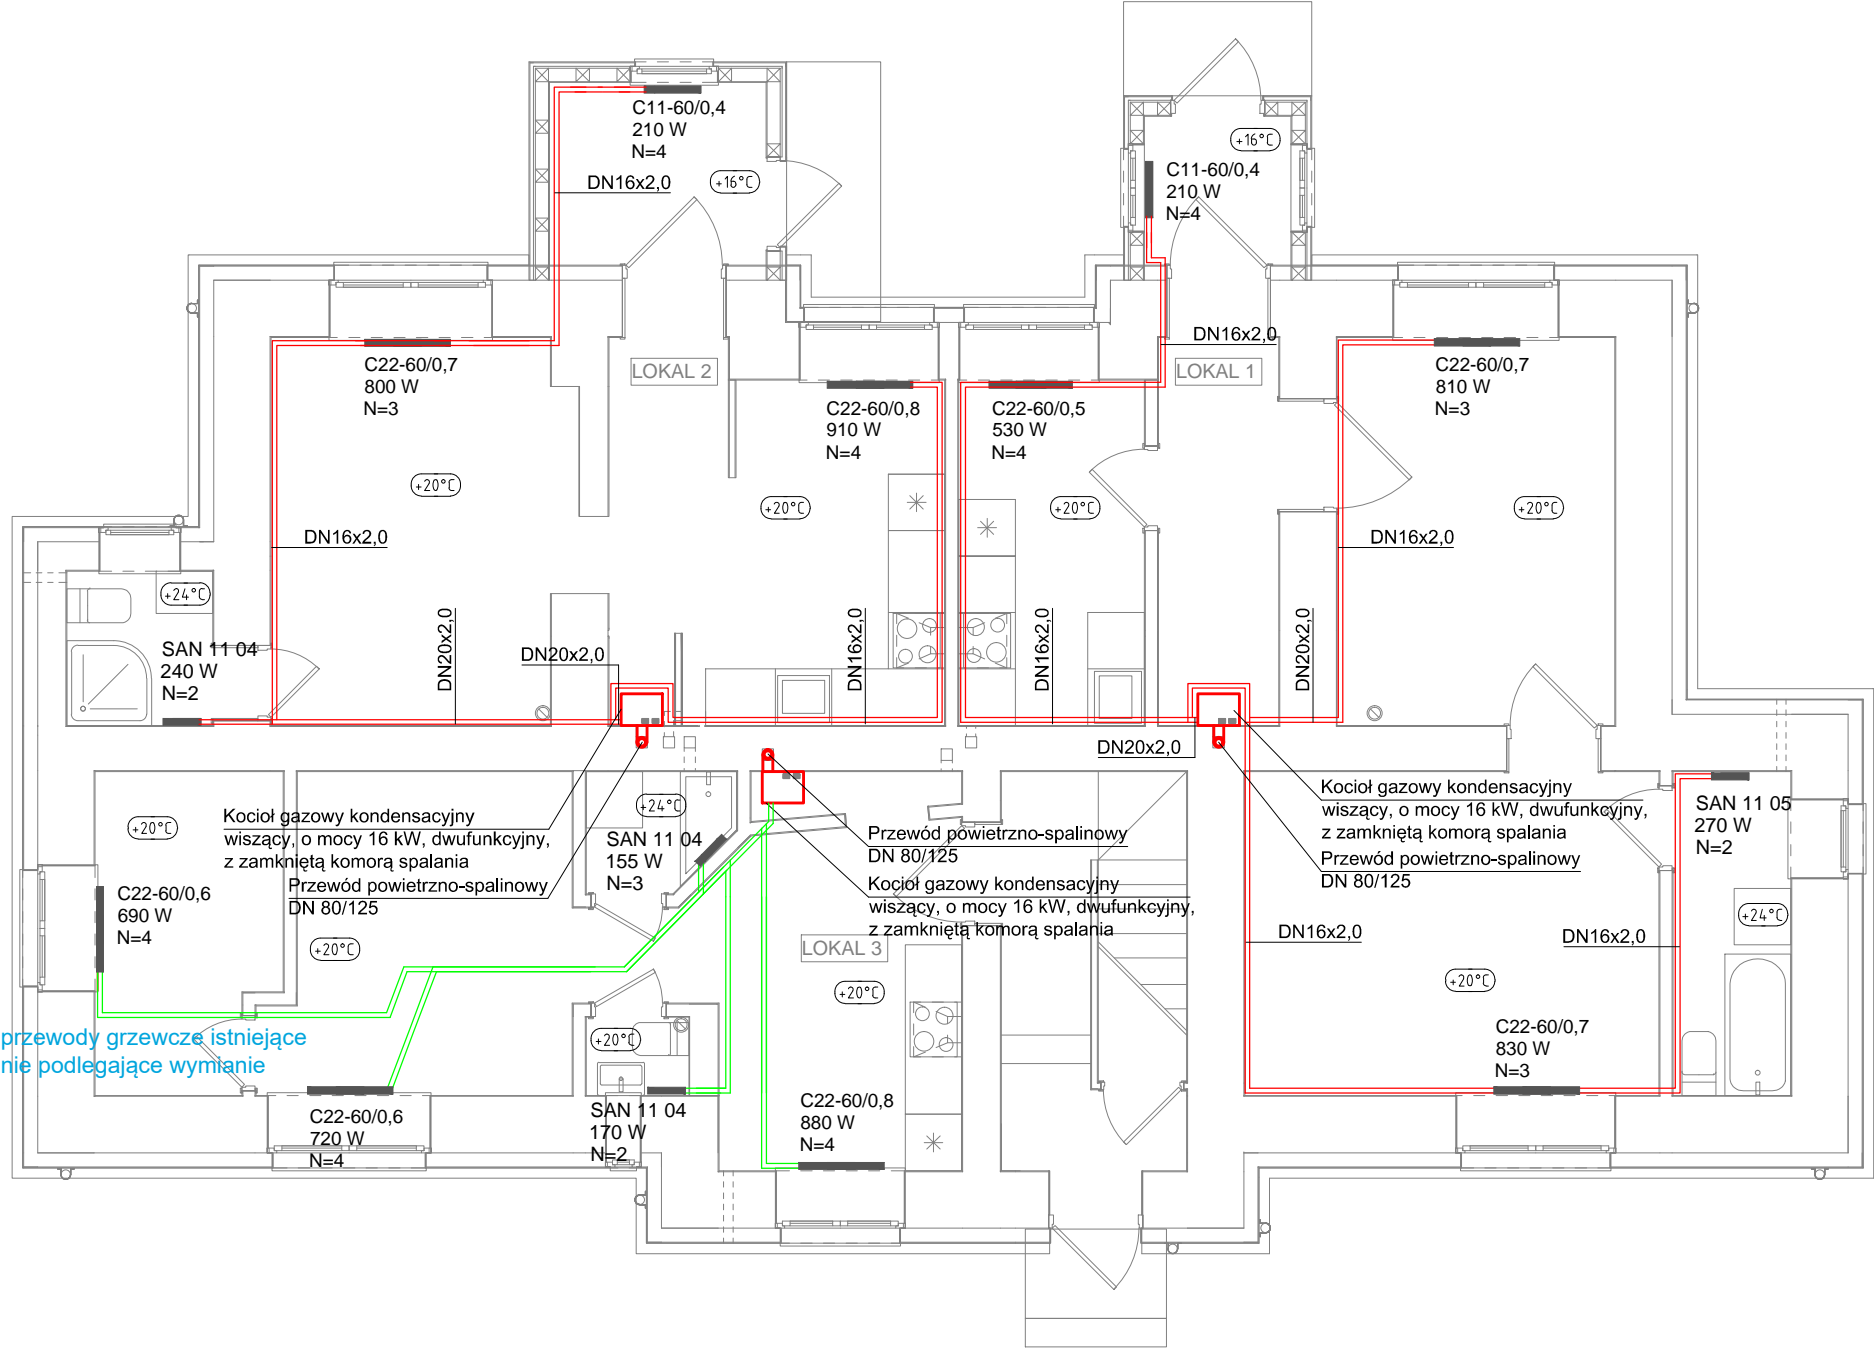 C11-60/0,4
210 W
N=4
DN16x2,0
+16°C
+16°C
C11-60/0,4
210 W
N=4
DN16x2,0
C22-60/0,7
800 W
N=3
LOKAL 2
C22-60/0,8
910 W
N=4
C22-60/0,5
530 W
N=4
LOKAL 1
C22-60/0,7
810 W
N=3
+20°C
+20°C
+20°C
+20°C
DN16x2,0
DN16x2,0
+24°C
SAN 11 04
240 W
N=2
DN20x2,0
DN20x2,0
DN16x2,0
DN16x2,0
DN20x2,0
DN20x2,0
Kocioł gazowy kondensacyjny
wiszący, o mocy 16 kW, dwufunkcyjny,
z zamkniętą komorą spalania
Przewód powietrzno-spalinowy
DN 80/125
+20°C
+24°C
SAN 11 04
155 W
N=3
Przewód powietrzno-spalinowy
DN 80/125
Kocioł gazowy kondensacyjny
wiszący, o mocy 16 kW, dwufunkcyjny,
z zamkniętą komorą spalania
Kocioł gazowy kondensacyjny
wiszący, o mocy 16 kW, dwufunkcyjny,
z zamkniętą komorą spalania
Przewód powietrzno-spalinowy
DN 80/125
SAN 11 05
270 W
N=2
C22-60/0,6
690 W
N=4
+20°C
LOKAL 3
+20°C
DN16x2,0
DN16x2,0
+24°C
+20°C
przewody grzewcze istniejące
nie podlegające wymianie
+20°C
C22-60/0,7
830 W
N=3
C22-60/0,6
720 W
N=4
SAN 11 04
170 W
N=2
C22-60/0,8
880 W
N=4